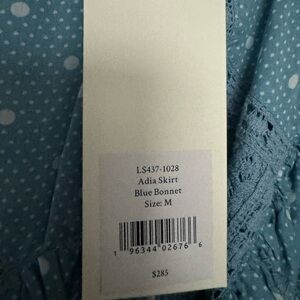 LS437-1028
Adia Skirt
Blue Bonnet
Size: M
1 96344 02676 6
$285